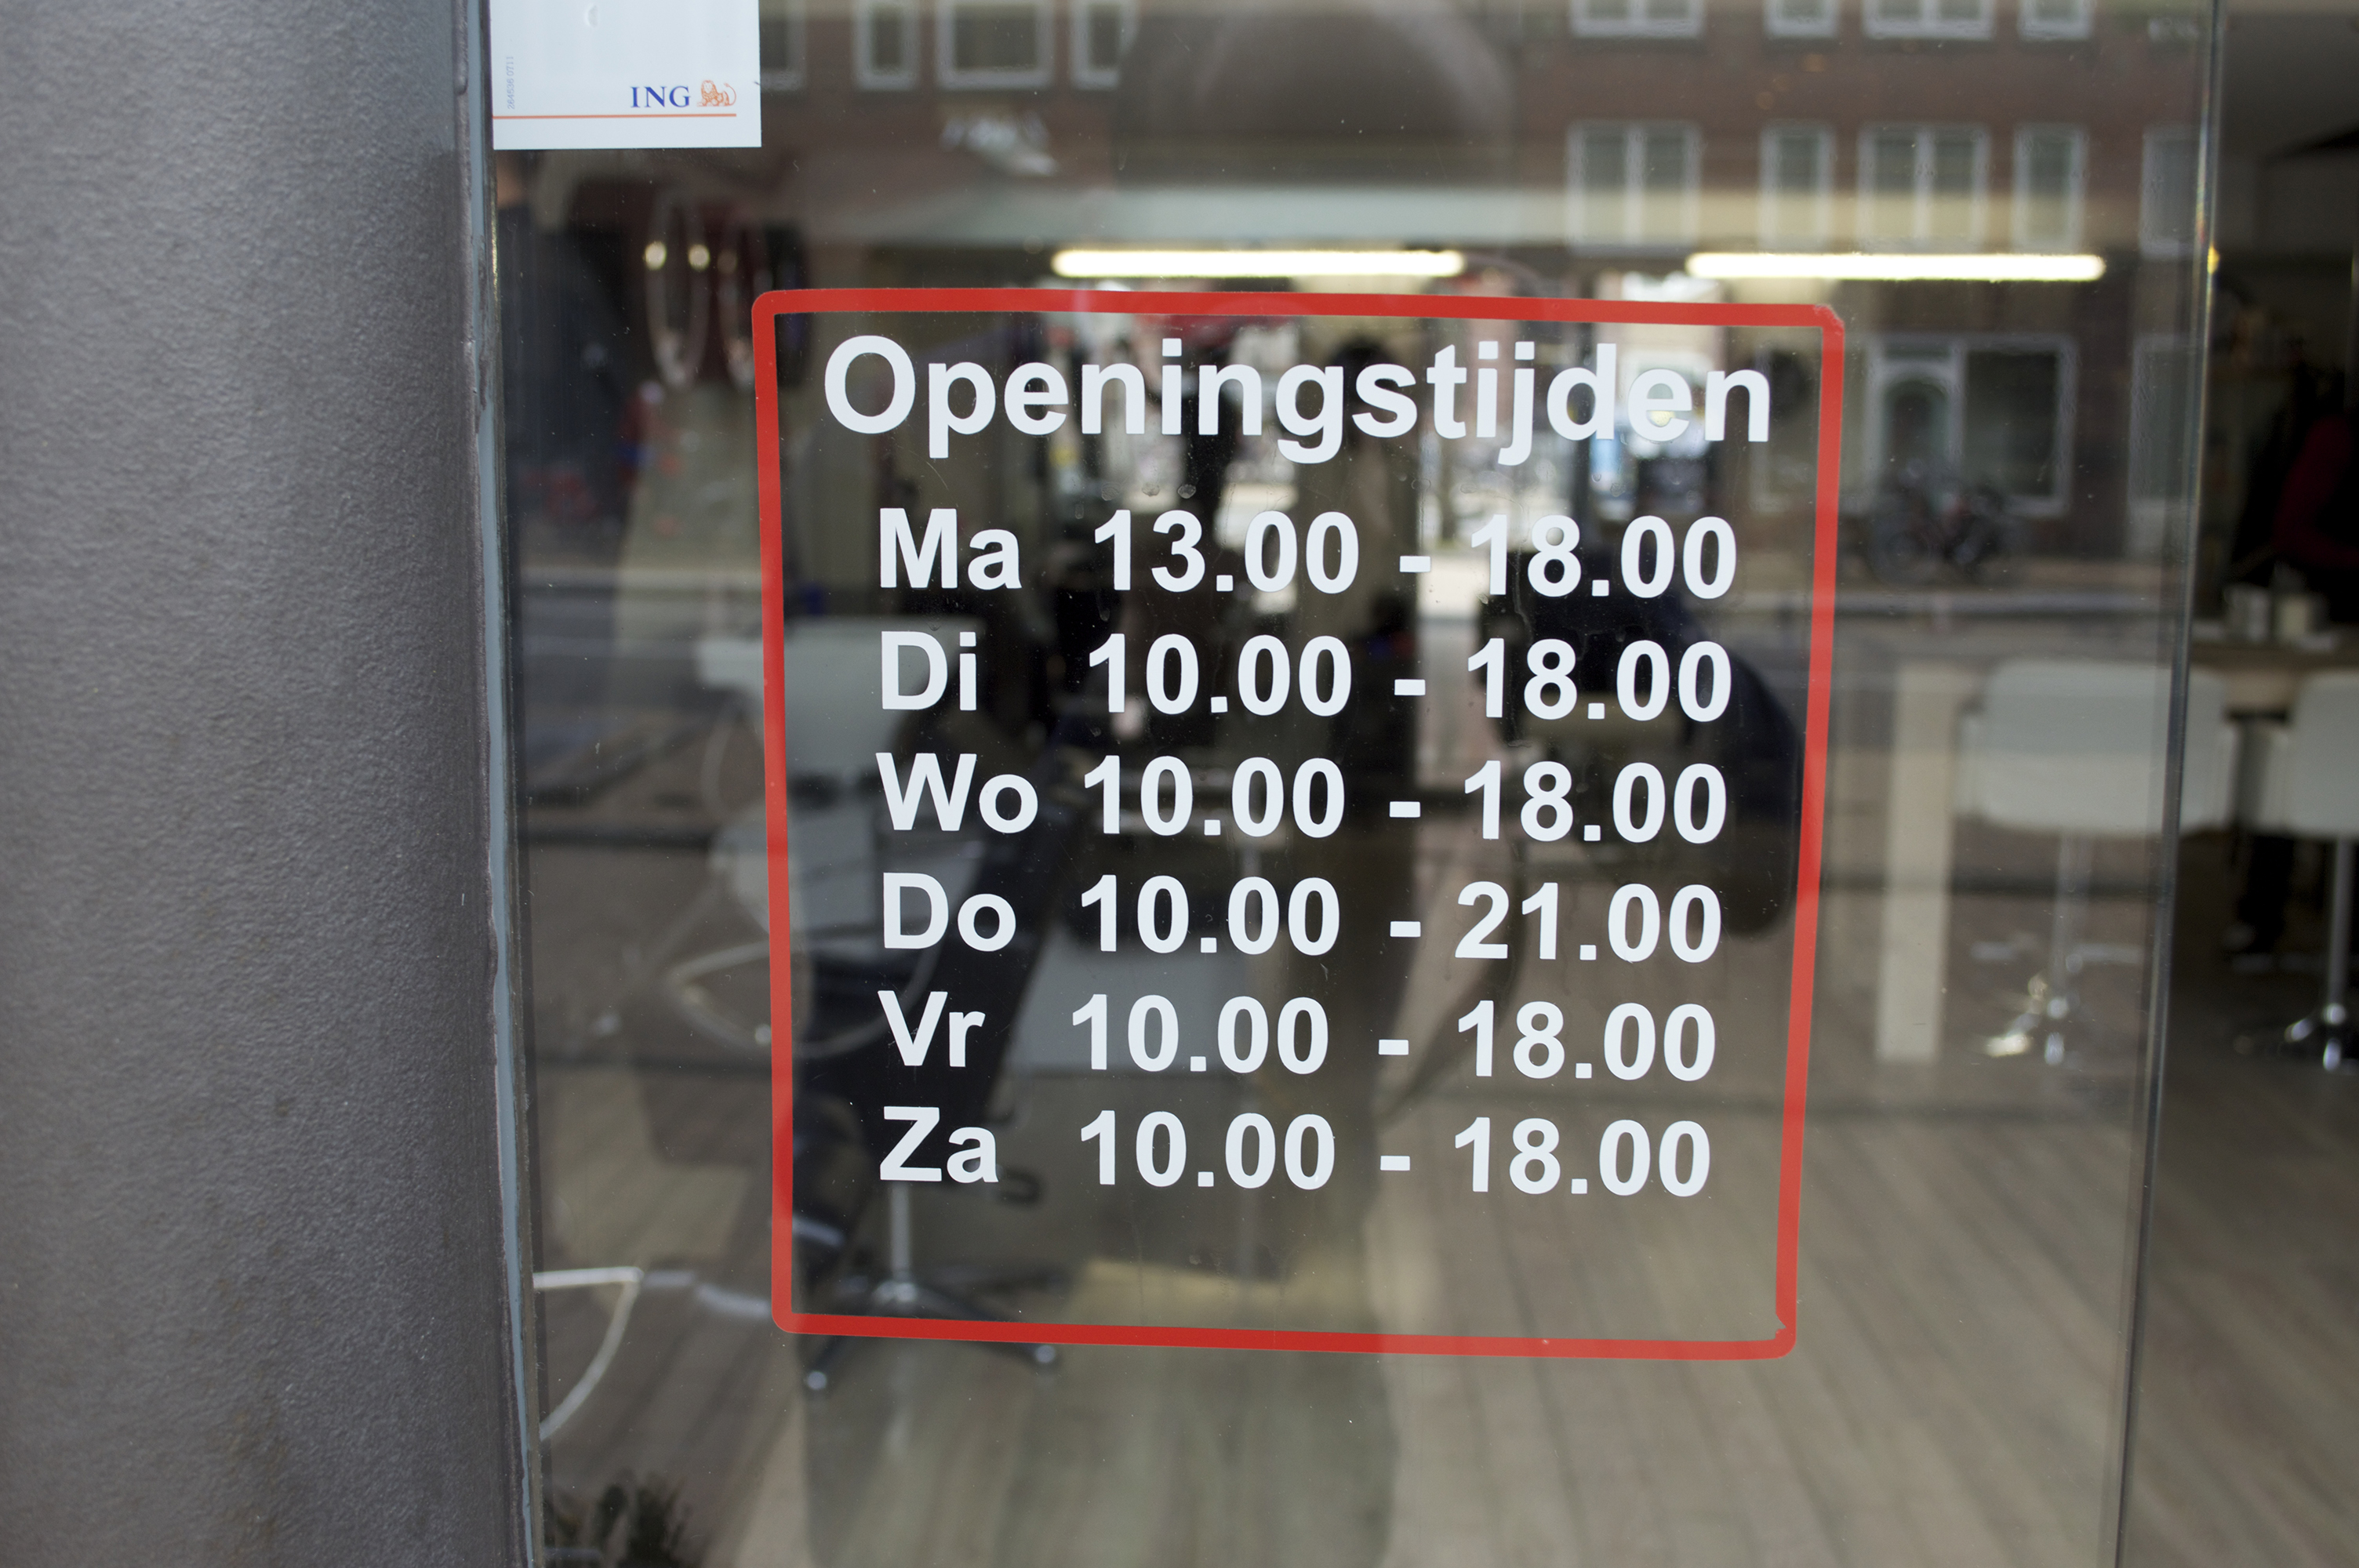 ING
Openingstijden
Ma 13.00 - 18.00
Di 10.00 - 18.00
Wo 10.00 - 18.00
Do 10.00 - 21.00
Vr 10.00 - 18.00
Za 10.00 - 18.00